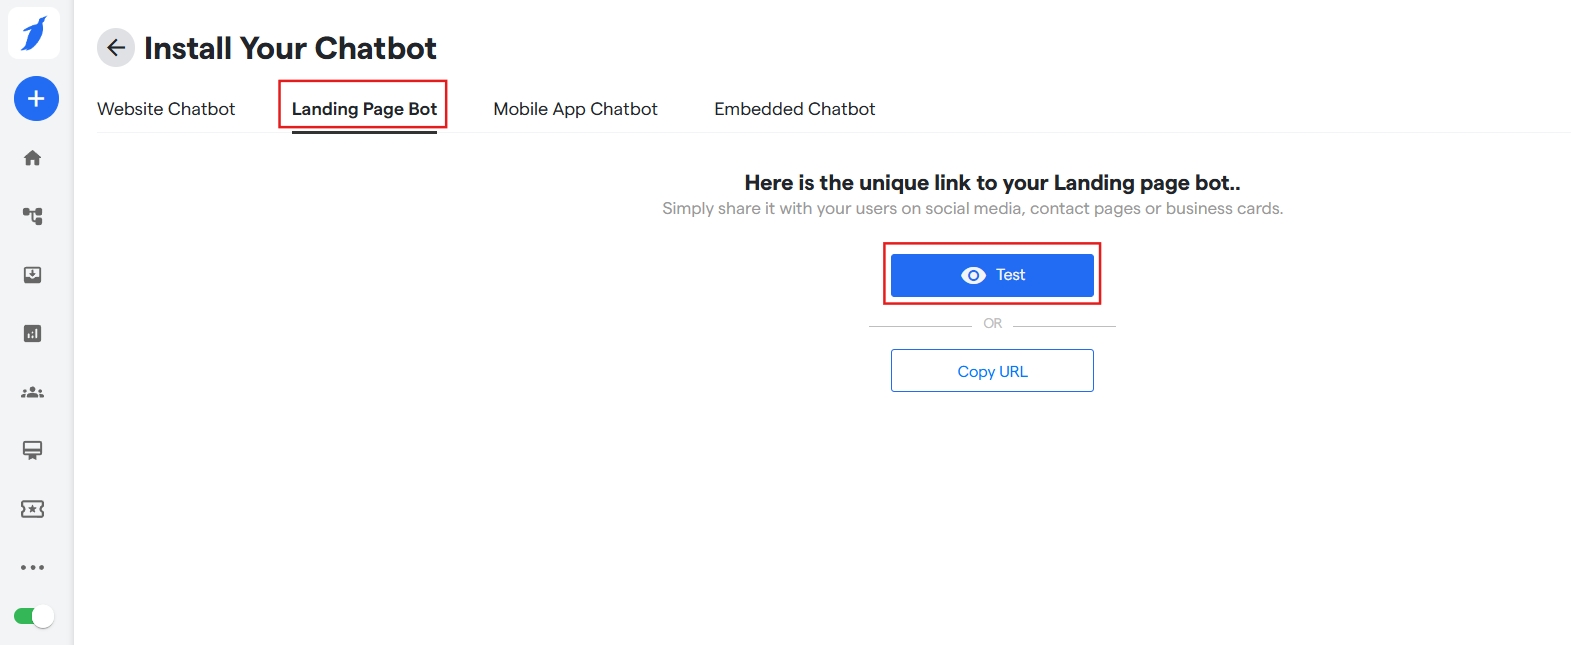 Install Your Chatbot
Website Chatbot
Landing Page Bot
Mobile App Chatbot
Embedded Chatbot
Here is the unique link to your Landing page bot..
Simply share it with your users on social media, contact pages or business cards.
Test
OR
Copy URL